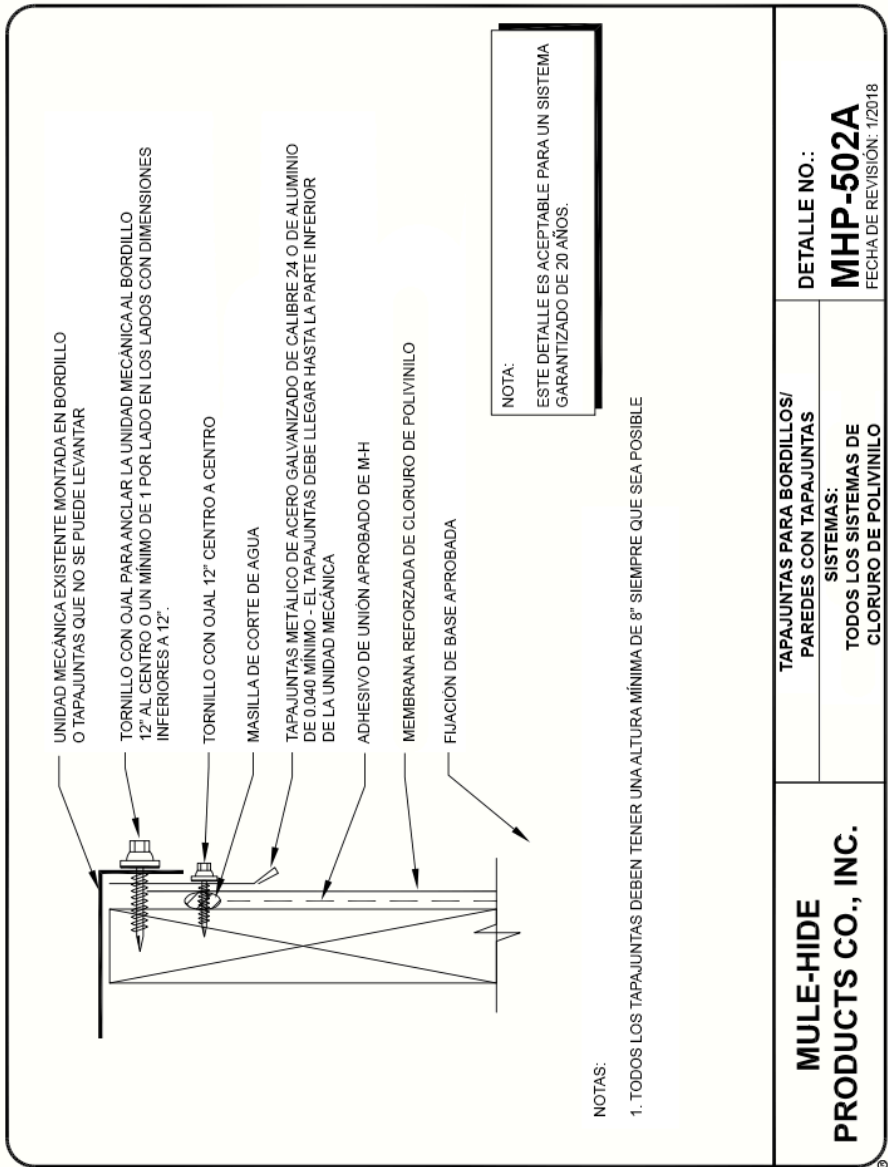 UNIDAD MECÁNICA EXISTENTE MONTADA EN BORDILLO
O TAPAJUNTAS QUE NO SE PUEDE LEVANTAR
TORNILLO CON OJAL PARA ANCLAR LA UNIDAD MECÁNICA AL BORDILLO
12" AL CENTRO O UN MÍNIMO DE 1 POR LADO EN LOS LADOS CON DIMENSIONES
INFERIORES A 12".
TORNILLO CON OJAL 12" CENTRO A CENTRO
MASILLA DE CORTE DE AGUA
TAPAJUNTAS METÁLICO DE ACERO GALVANIZADO DE CALIBRE 24 O DE ALUMINIO
DE 0.040 MÍNIMO - EL TAPAJUNTAS DEBE LLEGAR HASTA LA PARTE INFERIOR
DE LA UNIDAD MECÁNICA
ADHESIVO DE UNIÓN APROBADO DE M-H
MEMBRANA REFORZADA DE CLORURO DE POLIVINILO
FIJACIÓN DE BASE APROBADA
NOTA:
ESTE DETALLE ES ACEPTABLE PARA UN SISTEMA
GARANTIZADO DE 20 AÑOS.
NOTAS:
1. TODOS LOS TAPAJUNTAS DEBEN TENER UNA ALTURA MÍNIMA DE 8" SIEMPRE QUE SEA POSIBLE
MULE-HIDE
PRODUCTS CO., INC.
TAPAJUNTAS PARA BORDILLOS/
PAREDES CON TAPAJUNTAS
SISTEMAS:
TODOS LOS SISTEMAS DE
CLORURO DE POLIVINILO
DETALLE NO.:
MHP-502A
FECHA DE REVISIÓN: 1/2018
®